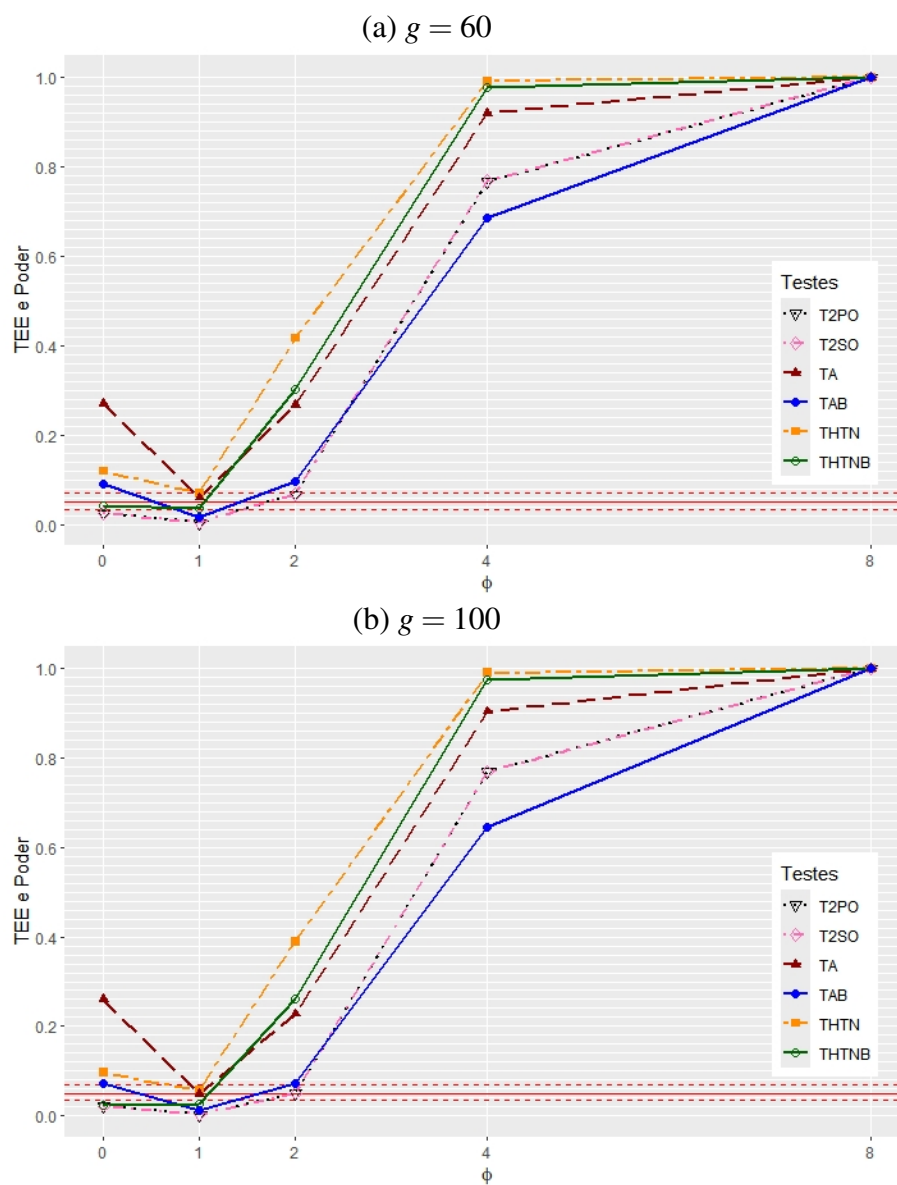 (a) g = 60
1.0
0.8
0.6
0.4
0.2
0.0
TEE e Poder
0 1 2 4 8
ϕ
Testes
T2PO
T2SO
TA
TAB
THTN
THTNB
(b) g = 100
1.0
0.8
0.6
0.4
0.2
0.0
TEE e Poder
0 1 2 4 8
ϕ
Testes
T2PO
T2SO
TA
TAB
THTN
THTNB